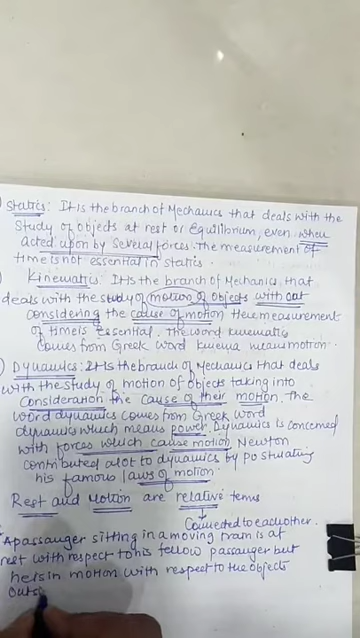 ) Statics: It is the branch of Mechanics that deals with the
Study of objects at rest or Equilibrium, even when
acted upon by several forces. The measurement of
time is not essential in statics.
) Kinematics: It is the branch of Mechanics, that
deals with the study of motion of objects with out
considering the cause of motion Here measurement
of time is essential. The word kinematics
comes from Greek word kinema means motion.
) Dynamics: It is the branch of Mechanics that deals
with the study of motion of objects taking into
Consideration the cause of their motion. The
word dynamics comes from Greek word
dynamics which means power. Dynamics is concerned
with forces which cause motion Newton
contributed alot to dynamics by postulating
his famous laws of motion.
Rest and Motion are relative terms
Connected to each other.
A passanger sitting in a moving train is at
rest with respect to his fellow passanger but
he is in motion with respect to the objects
outsi